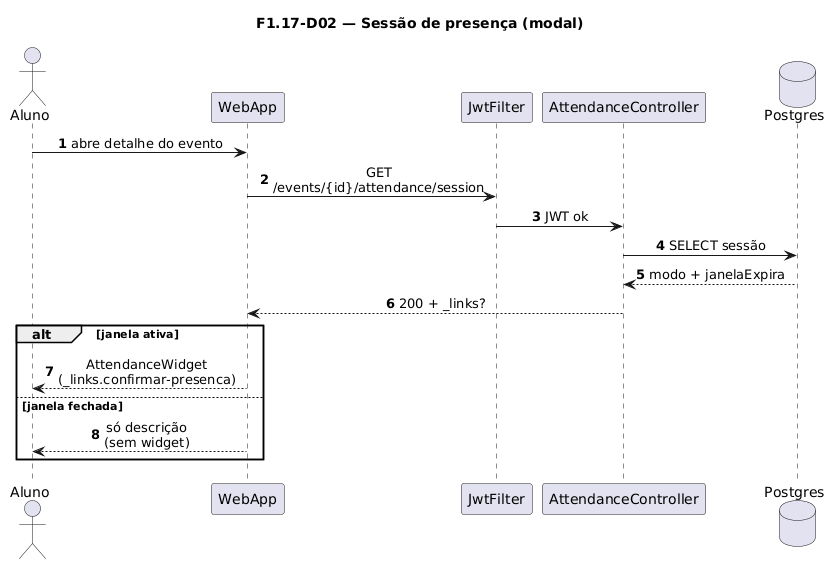 F1.17-D02 — Sessão de presença (modal)
Aluno
WebApp
JwtFilter
AttendanceController
Postgres
1 abre detalhe do evento
2 GET
/events/{id}/attendance/session
3 JWT ok
4 SELECT sessão
5 modo + janelaExpira
6 200 + _links?
alt [janela ativa]
7 AttendanceWidget
(_links.confirmar-presenca)
[janela fechada]
8 só descrição
(sem widget)
Aluno
WebApp
JwtFilter
AttendanceController
Postgres